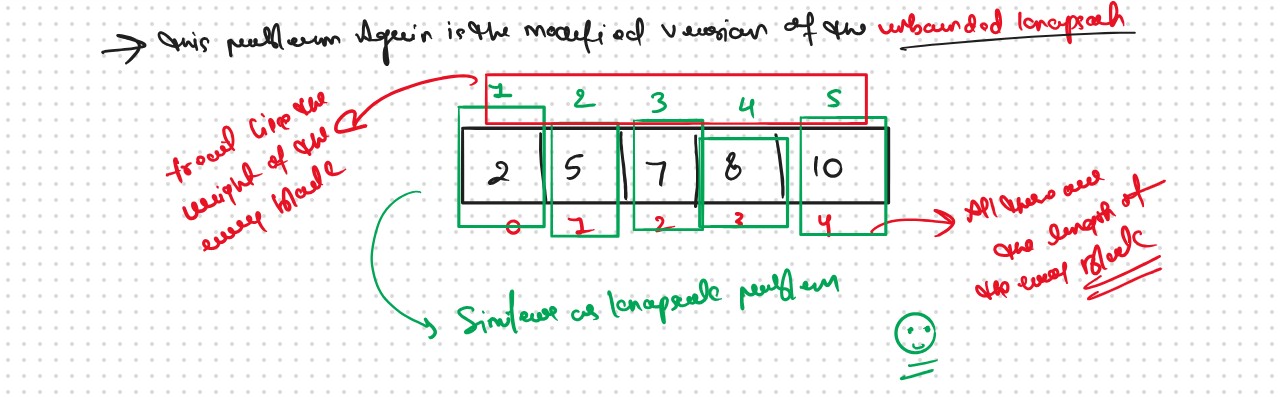 → This problem Again is the modified version of the unbounded knapsack
1 2 3 4 5
treat like the
weight of the
every block
2 5 7 8 10
0 1 2 3 4
All these are
the length of
the every block
Similar as knapsack problem